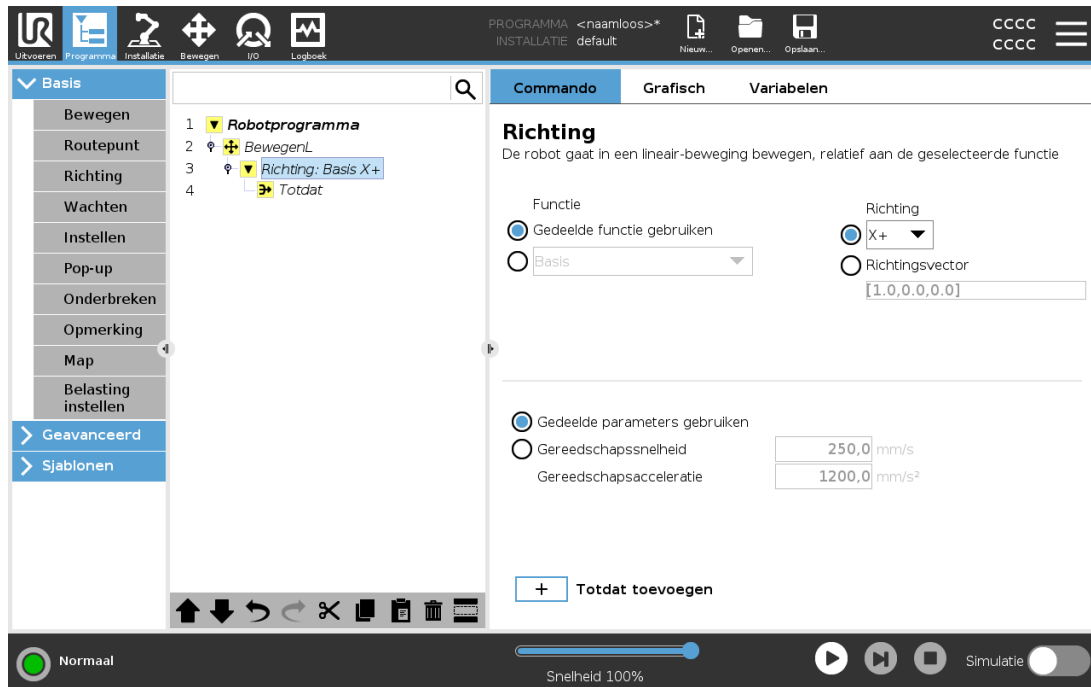 Uitvoeren
Programma
Installatie
Bewegen
I/O
Logboek
PROGRAMMA <naamloos>*
INSTALLATIE default
Nieuw...
Openen...
Opslaan...
CCCC
CCCC
Basis
Bewegen
Routepunt
Richting
Wachten
Instellen
Pop-up
Onderbreken
Opmerking
Map
Belasting
instellen
Geavanceerd
Sjablonen
1 Robotprogramma
2 BewegenL
3 Richting: Basis X+
4 Totdat
Commando
Grafisch
Variabelen
Richting
De robot gaat in een lineair-beweging bewegen, relatief aan de geselecteerde functie
Functie
Gedeelde functie gebruiken
Basis
Richting
X+
Richtingsvector
[1.0,0.0,0.0]
Gedeelde parameters gebruiken
Gereedschapssnelheid 250,0 mm/s
Gereedschapsacceleratie 1200,0 mm/s²
+ Totdat toevoegen
Normaal
Snelheid 100%
Simulatie